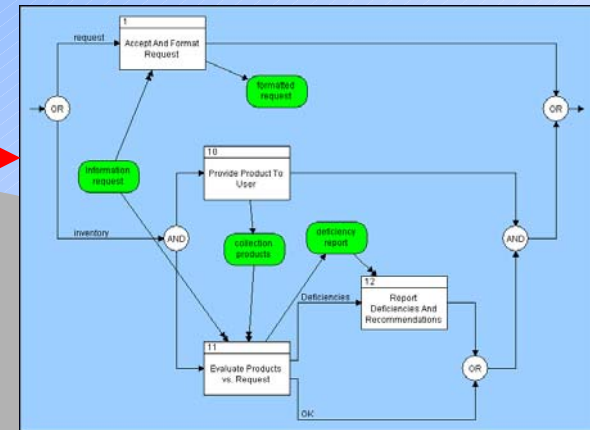 request
1
Accept And Format
Request
formatted
request
OR
OR
Information
request
10
Provide Product To
User
inventory
AND
collection
products
deficiency
report
AND
12
Report
Deficiencies And
Recommendations
Deficiencies
11
Evaluate Products
vs. Request
OR
OK